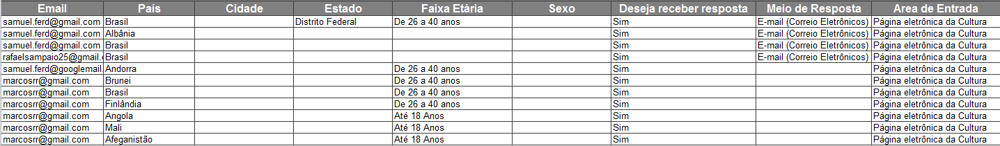 Email País Cidade Estado Faixa Etária Sexo Deseja receber resposta Meio de Resposta Area de Entrada
samuel.ferd@gmail.com Brasil Distrito Federal De 26 a 40 anos Sim E-mail (Correio Eletrônicos) Página eletrônica da Cultura
samuel.ferd@gmail.com Albânia Sim E-mail (Correio Eletrônicos) Página eletrônica da Cultura
samuel.ferd@gmail.com Brasil Sim E-mail (Correio Eletrônicos) Página eletrônica da Cultura
rafaelsampaio25@gmail. Brasil Sim E-mail (Correio Eletrônicos) Página eletrônica da Cultura
samuel.ferd@googlemail. Andorra De 26 a 40 anos Sim Página eletrônica da Cultura
marcosrr@gmail.com Brunei De 26 a 40 anos Sim Página eletrônica da Cultura
marcosrr@gmail.com Brasil De 26 a 40 anos Sim Página eletrônica da Cultura
marcosrr@gmail.com Finlândia De 26 a 40 anos Sim Página eletrônica da Cultura
marcosrr@gmail.com Angola Até 18 Anos Sim Página eletrônica da Cultura
marcosrr@gmail.com Mali Até 18 Anos Sim Página eletrônica da Cultura
marcosrr@gmail.com Afeganistão Até 18 Anos Sim Página eletrônica da Cultura